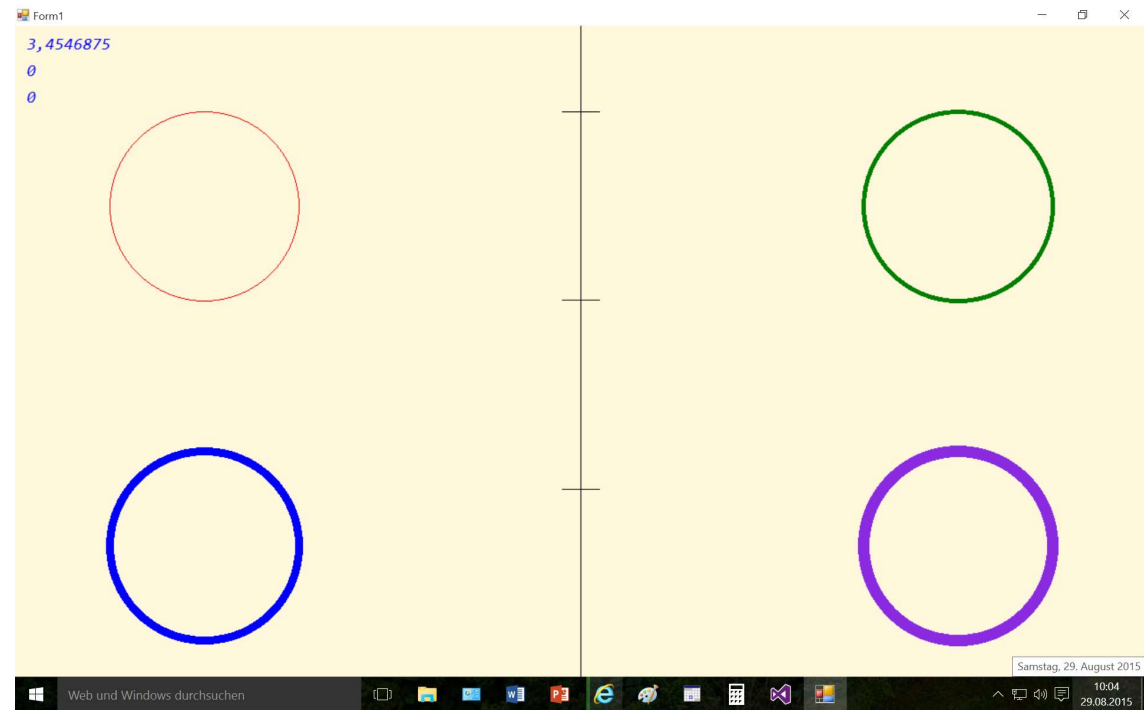 Form1
3,4546875
0
0
Samstag, 29. August 2015
Web und Windows durchsuchen
10:04
29.08.2015